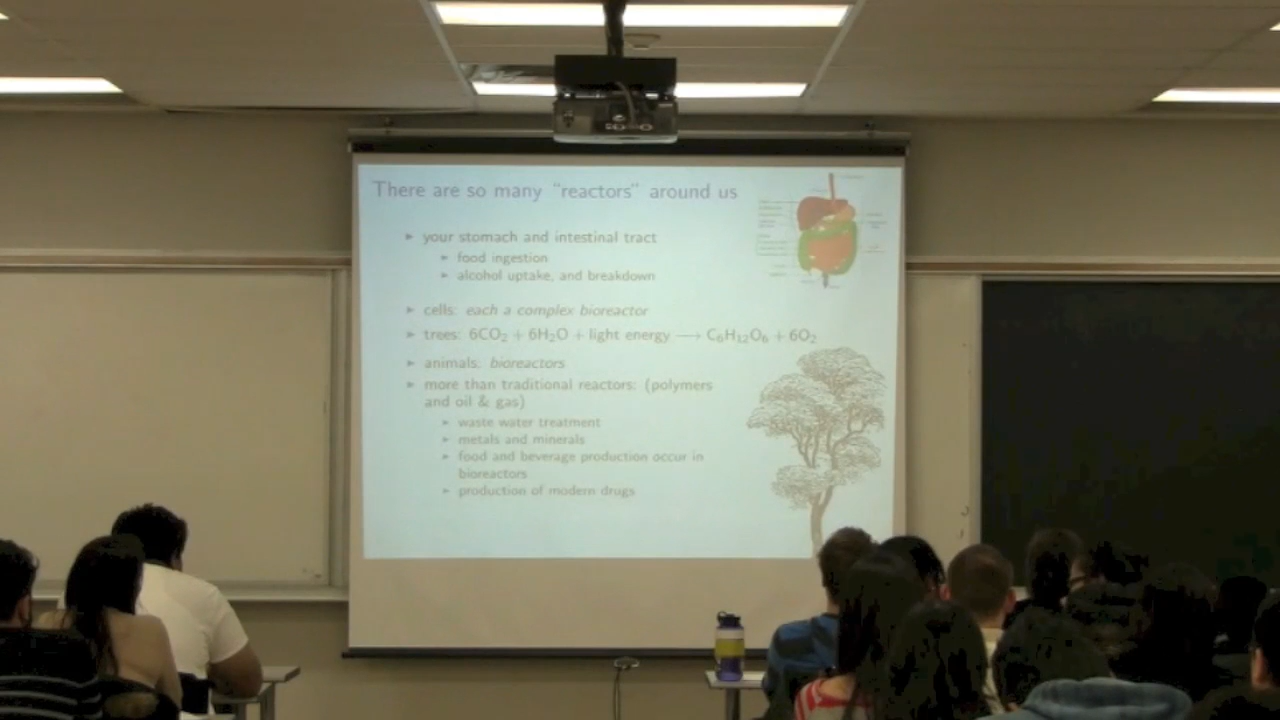 There are so many "reactors" around us
▸ your stomach and intestinal tract
▸ food ingestion
▸ alcohol uptake, and breakdown
▸ cells: each a complex bioreactor
▸ trees: 6CO₂ + 6H₂O + light energy ⟶ C₆H₁₂O₆ + 6O₂
▸ animals: bioreactors
▸ more than traditional reactors: (polymers
and oil & gas)
▸ waste water treatment
▸ metals and minerals
▸ food and beverage production occur in
bioreactors
▸ production of modern drugs